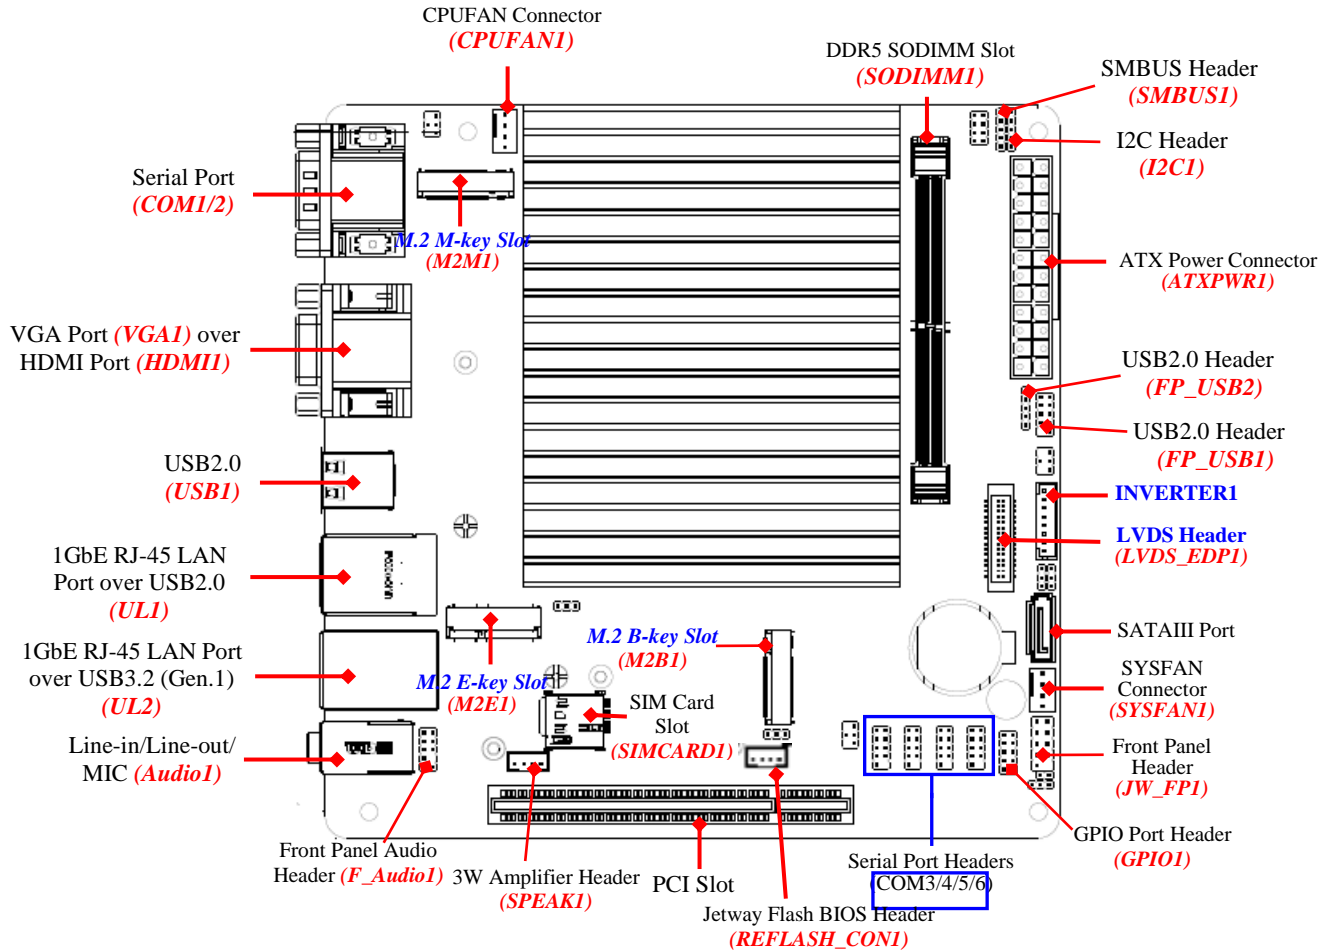 CPUFAN Connector
(CPUFAN1)
DDR5 SODIMM Slot
(SODIMM1)
SMBUS Header
(SMBUS1)
I2C Header
(I2C1)
Serial Port
(COM1/2)
M.2 M-key Slot
(M2M1)
ATX Power Connector
(ATXPWR1)
VGA Port (VGA1) over
HDMI Port (HDMI1)
USB2.0 Header
(FP_USB2)
USB2.0 Header
(FP_USB1)
USB2.0
(USB1)
INVERTER1
LVDS Header
(LVDS_EDP1)
1GbE RJ-45 LAN
Port over USB2.0
(UL1)
SATAIII Port
1GbE RJ-45 LAN Port
over USB3.2 (Gen.1)
(UL2)
M.2 E-key Slot
(M2E1)
M.2 B-key Slot
(M2B1)
SIM Card
Slot
(SIMCARD1)
SYSFAN
Connector
(SYSFAN1)
Line-in/Line-out/
MIC (Audio1)
Front Panel
Header
(JW_FP1)
GPIO Port Header
(GPIO1)
Front Panel Audio
Header (F_Audio1)
3W Amplifier Header
(SPEAK1)
PCI Slot
Serial Port Headers
(COM3/4/5/6)
Jetway Flash BIOS Header
(REFLASH_CON1)